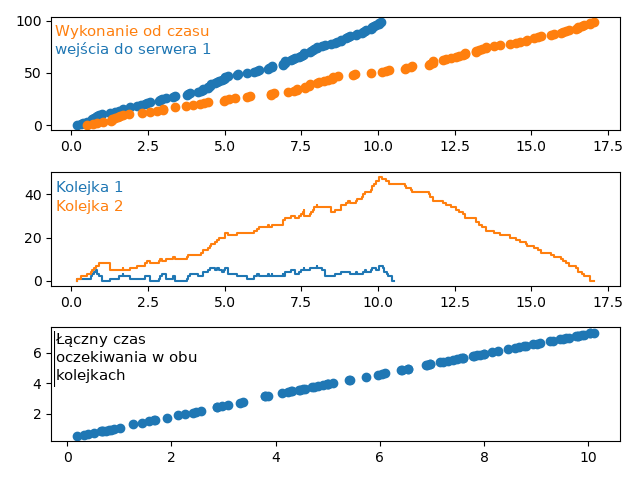 100
50
0
Wykonanie od czasu
wejścia do serwera 1
0.0 2.5 5.0 7.5 10.0 12.5 15.0 17.5
40
20
0
Kolejka 1
Kolejka 2
0.0 2.5 5.0 7.5 10.0 12.5 15.0 17.5
6
4
2
Łączny czas
oczekiwania w obu
kolejkach
0 2 4 6 8 10